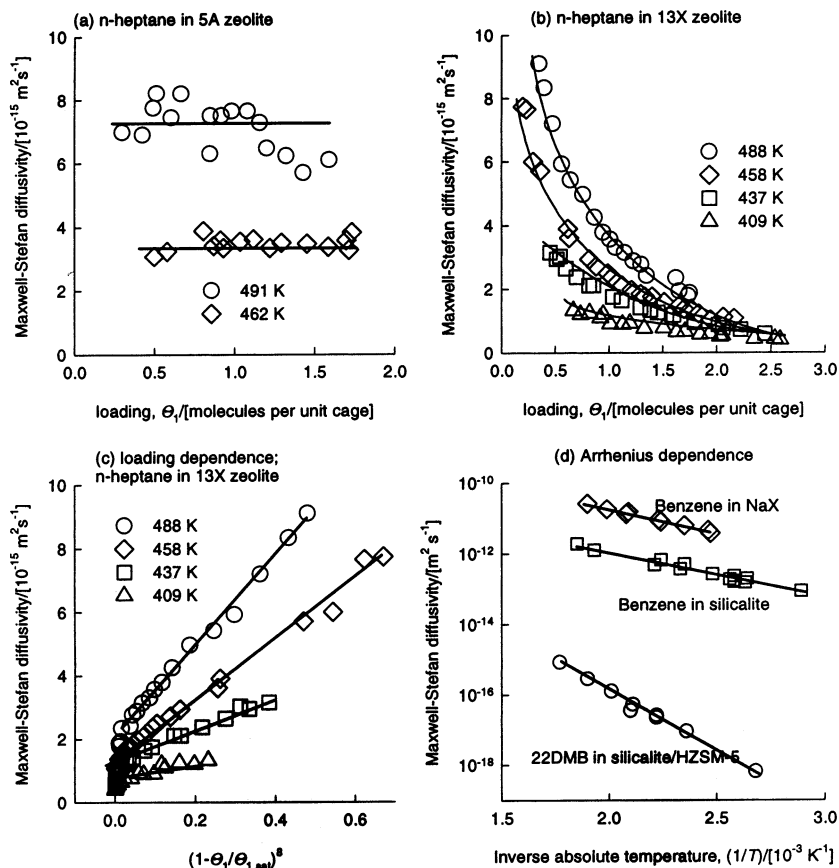 (a) n-heptane in 5A zeolite
Maxwell-Stefan diffusivity/[10⁻¹⁵ m²s⁻¹]
10
8
6
4
2
0
491 K
462 K
0.0 0.5 1.0 1.5 2.0
loading, Θ₁/[molecules per unit cage]
(b) n-heptane in 13X zeolite
Maxwell-Stefan diffusivity/[10⁻¹⁵ m²s⁻¹]
10
8
6
4
2
0
488 K
458 K
437 K
409 K
0.0 0.5 1.0 1.5 2.0 2.5 3.0
loading, Θ₁/[molecules per unit cage]
(c) loading dependence;
n-heptane in 13X zeolite
Maxwell-Stefan diffusivity/[10⁻¹⁵ m²s⁻¹]
10
8
6
4
2
0
488 K
458 K
437 K
409 K
0.0 0.2 0.4 0.6
(1-Θ₁/Θ₁,sat)⁸
(d) Arrhenius dependence
Maxwell-Stefan diffusivity/[m² s⁻¹]
10⁻¹⁰
10⁻¹²
10⁻¹⁴
10⁻¹⁶
10⁻¹⁸
Benzene in NaX
Benzene in silicalite
22DMB in silicalite/HZSM-5
1.5 2.0 2.5 3.0
Inverse absolute temperature, (1/T)/[10⁻³ K⁻¹]